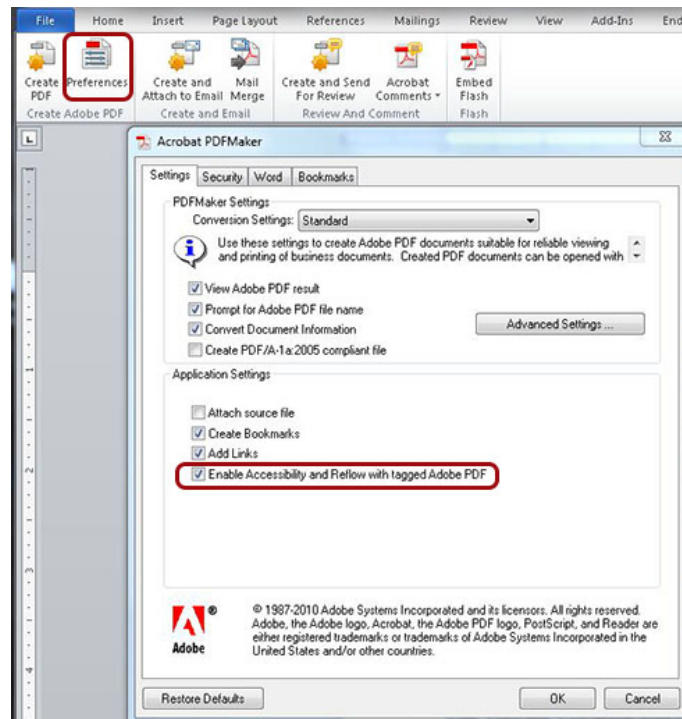 File Home Insert Page Layout References Mailings Review View Add-Ins
Create PDF
Preferences
Create and Attach to Email
Mail Merge
Create and Send For Review
Acrobat Comments
Embed Flash
Create Adobe PDF
Create and Email
Review And Comment
Flash
L
Acrobat PDFMaker
Settings Security Word Bookmarks
PDFMaker Settings
Conversion Settings: Standard
Use these settings to create Adobe PDF documents suitable for reliable viewing
and printing of business documents. Created PDF documents can be opened with
View Adobe PDF result
Prompt for Adobe PDF file name
Convert Document Information
Advanced Settings ...
Create PDF/A-1a:2005 compliant file
Application Settings
Attach source file
Create Bookmarks
Add Links
Enable Accessibility and Reflow with tagged Adobe PDF
1
2
3
4
Adobe
© 1987-2010 Adobe Systems Incorporated and its licensors. All rights reserved.
Adobe, the Adobe logo, Acrobat, the Adobe PDF logo, PostScript, and Reader are
either registered trademarks or trademarks of Adobe Systems Incorporated in the
United States and/or other countries.
Restore Defaults OK Cancel